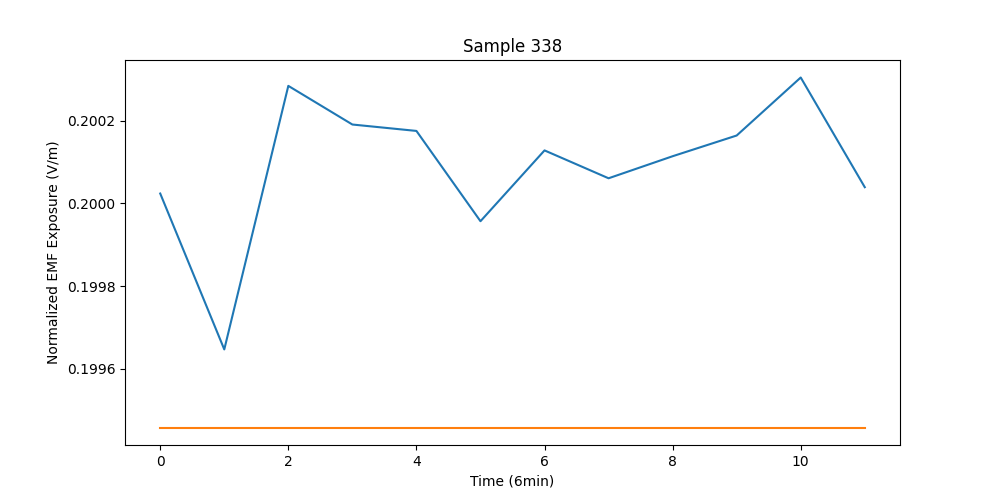 Sample 338
Normalized EMF Exposure (V/m)
0.2002
0.2000
0.1998
0.1996
0 2 4 6 8 10
Time (6min)